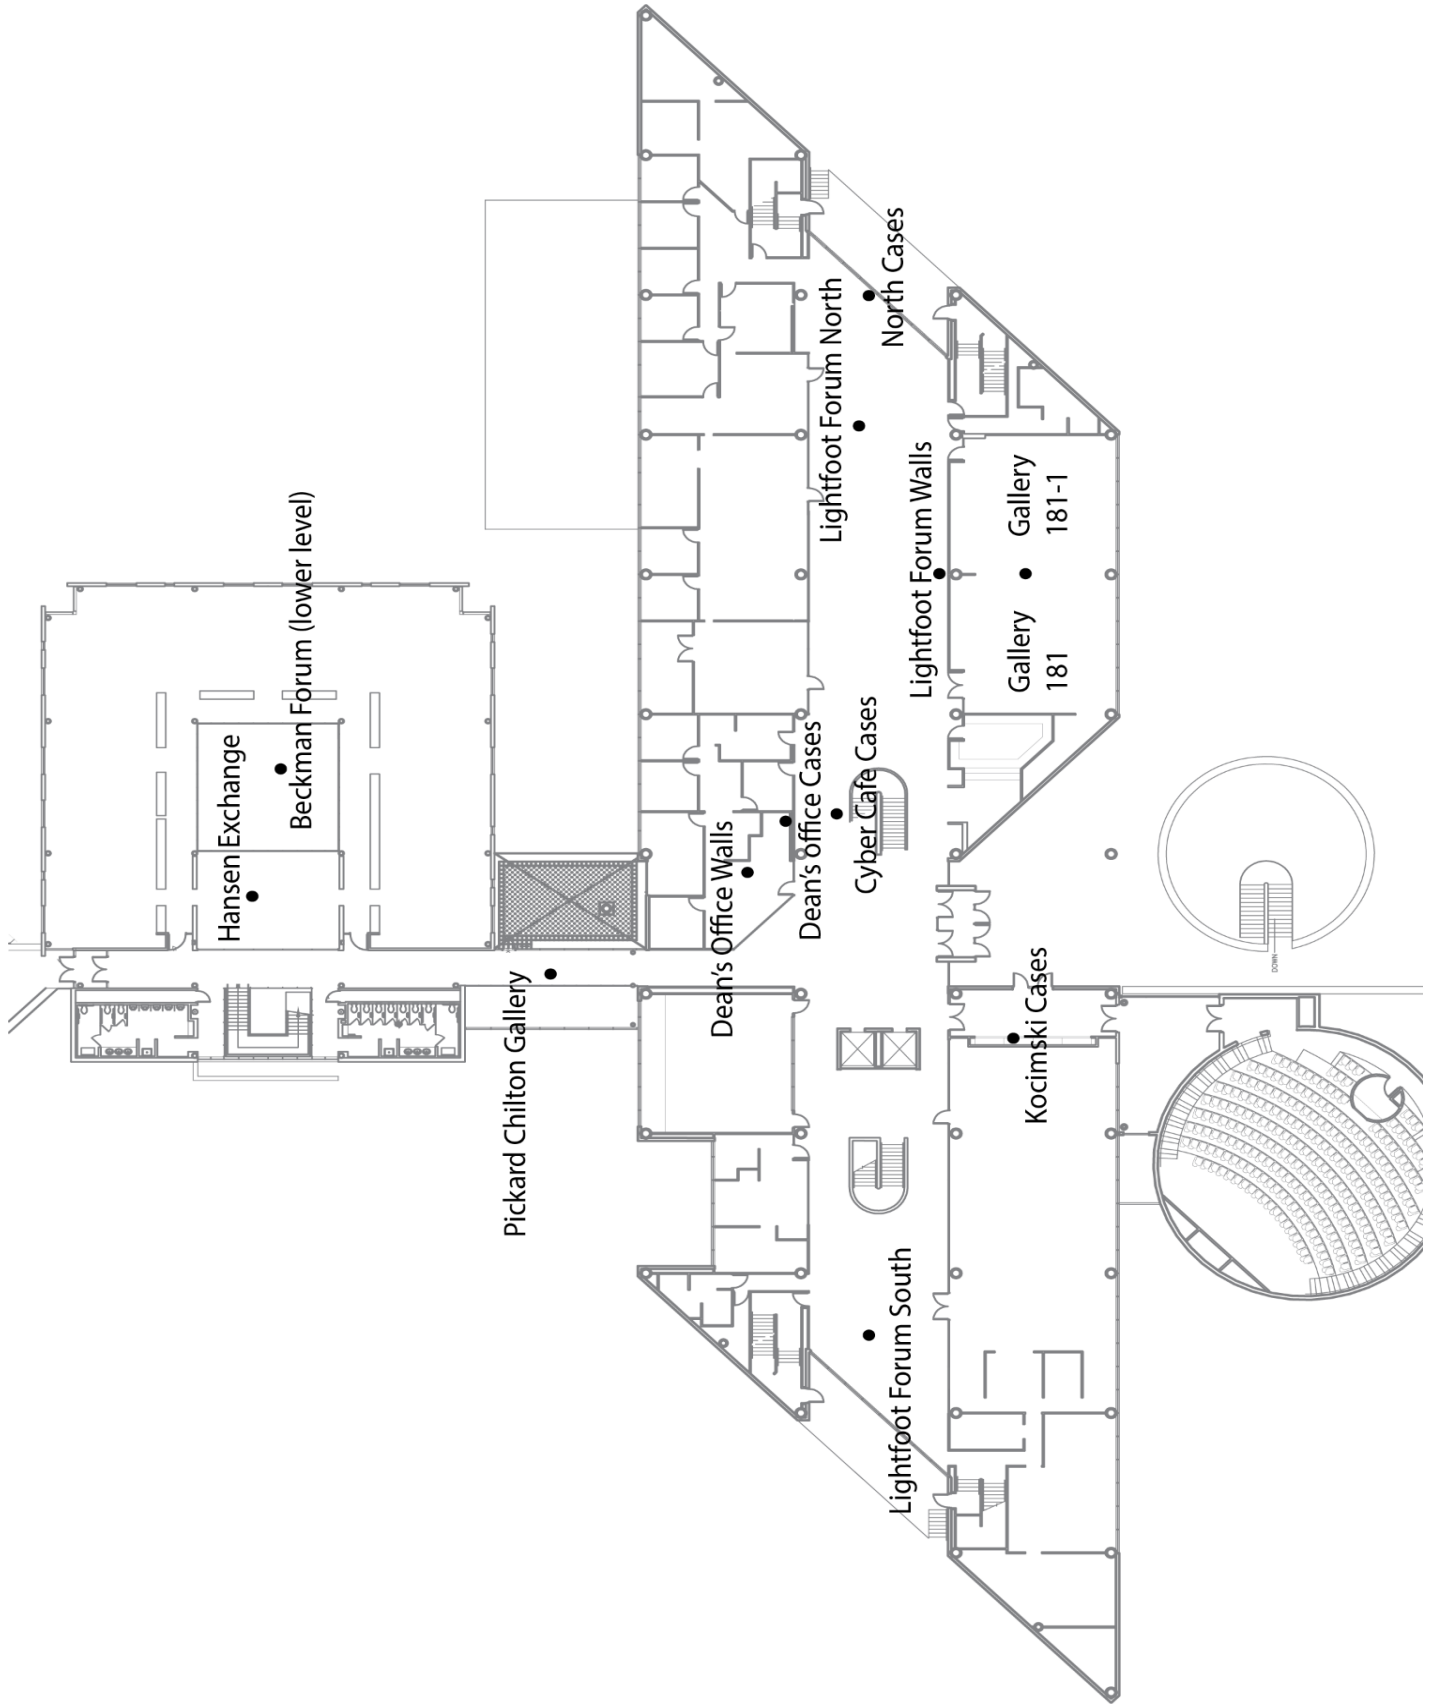 Hansen Exchange
Beckman Forum (lower level)
Pickard Chilton Gallery
Dean's Office Walls
Dean's office Cases
Cyber Cafe Cases
Lightfoot Forum North
North Cases
Lightfoot Forum Walls
Gallery
181-1
Gallery
181
Kocimski Cases
Lightfoot Forum South
DOWN